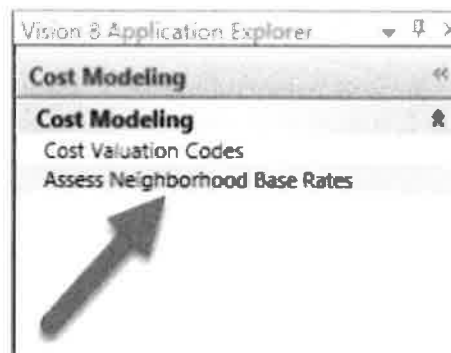 Vision 8 Application Explorer
Cost Modeling
Cost Modeling
Cost Valuation Codes
Assess Neighborhood Base Rates